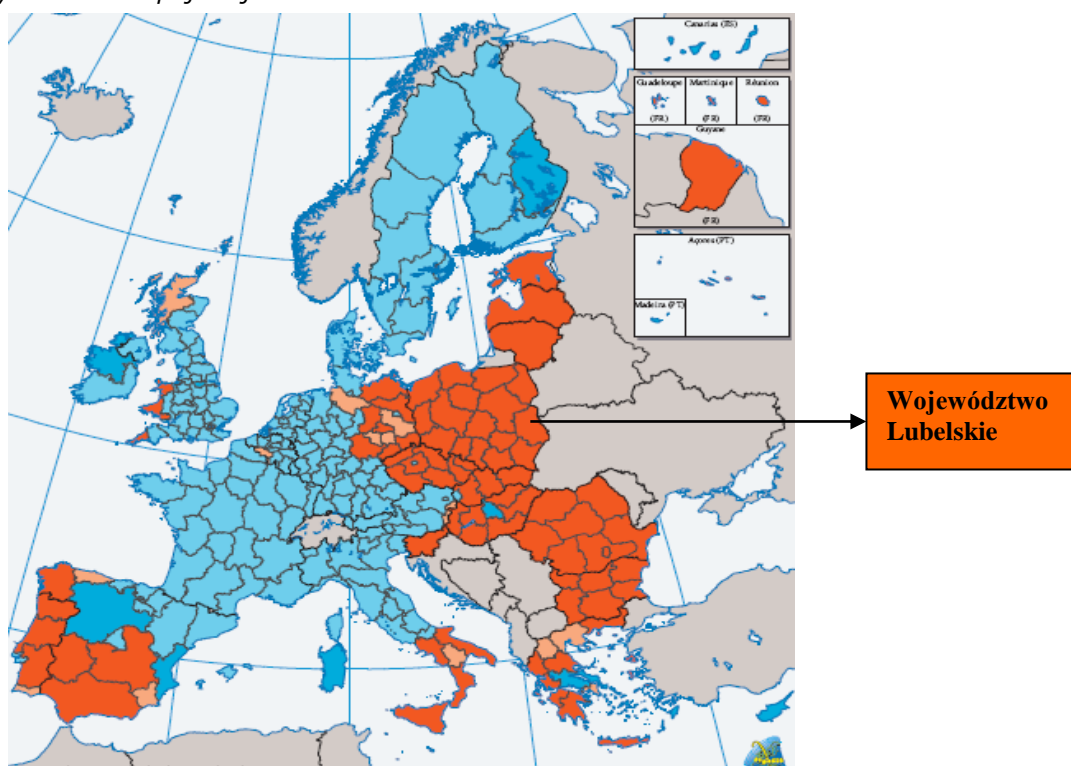 Canarias (ES)
Guadeloupe Martinique Réunion
(FR) (FR) (FR)
Guyane
(FR)
Açores (PT)
Madeira (PT)
Województwo
Lubelskie